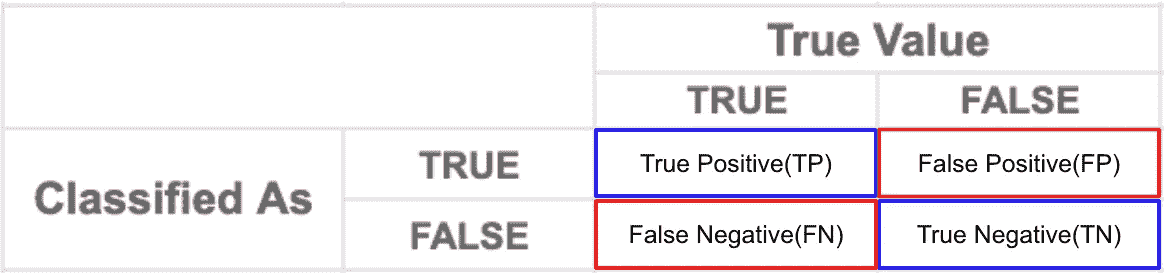 True Value
TRUE FALSE
Classified As
TRUE True Positive(TP) False Positive(FP)
FALSE False Negative(FN) True Negative(TN)